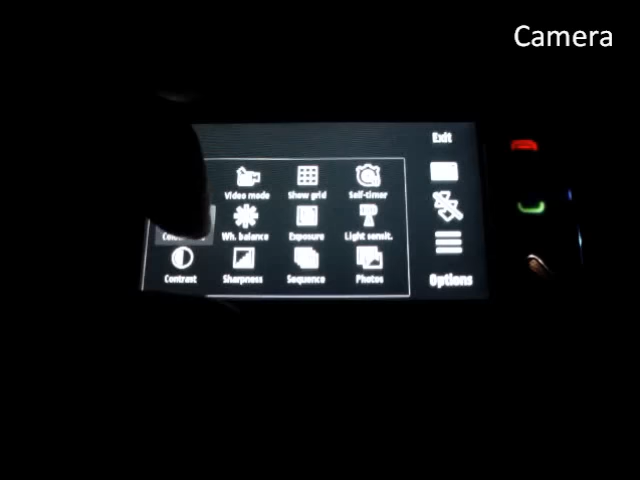 Camera
Exit
Video mode
Show grid
Self-timer
Wh. balance
Exposure
Light sensit.
Contrast
Sharpness
Sequence
Photos
Options